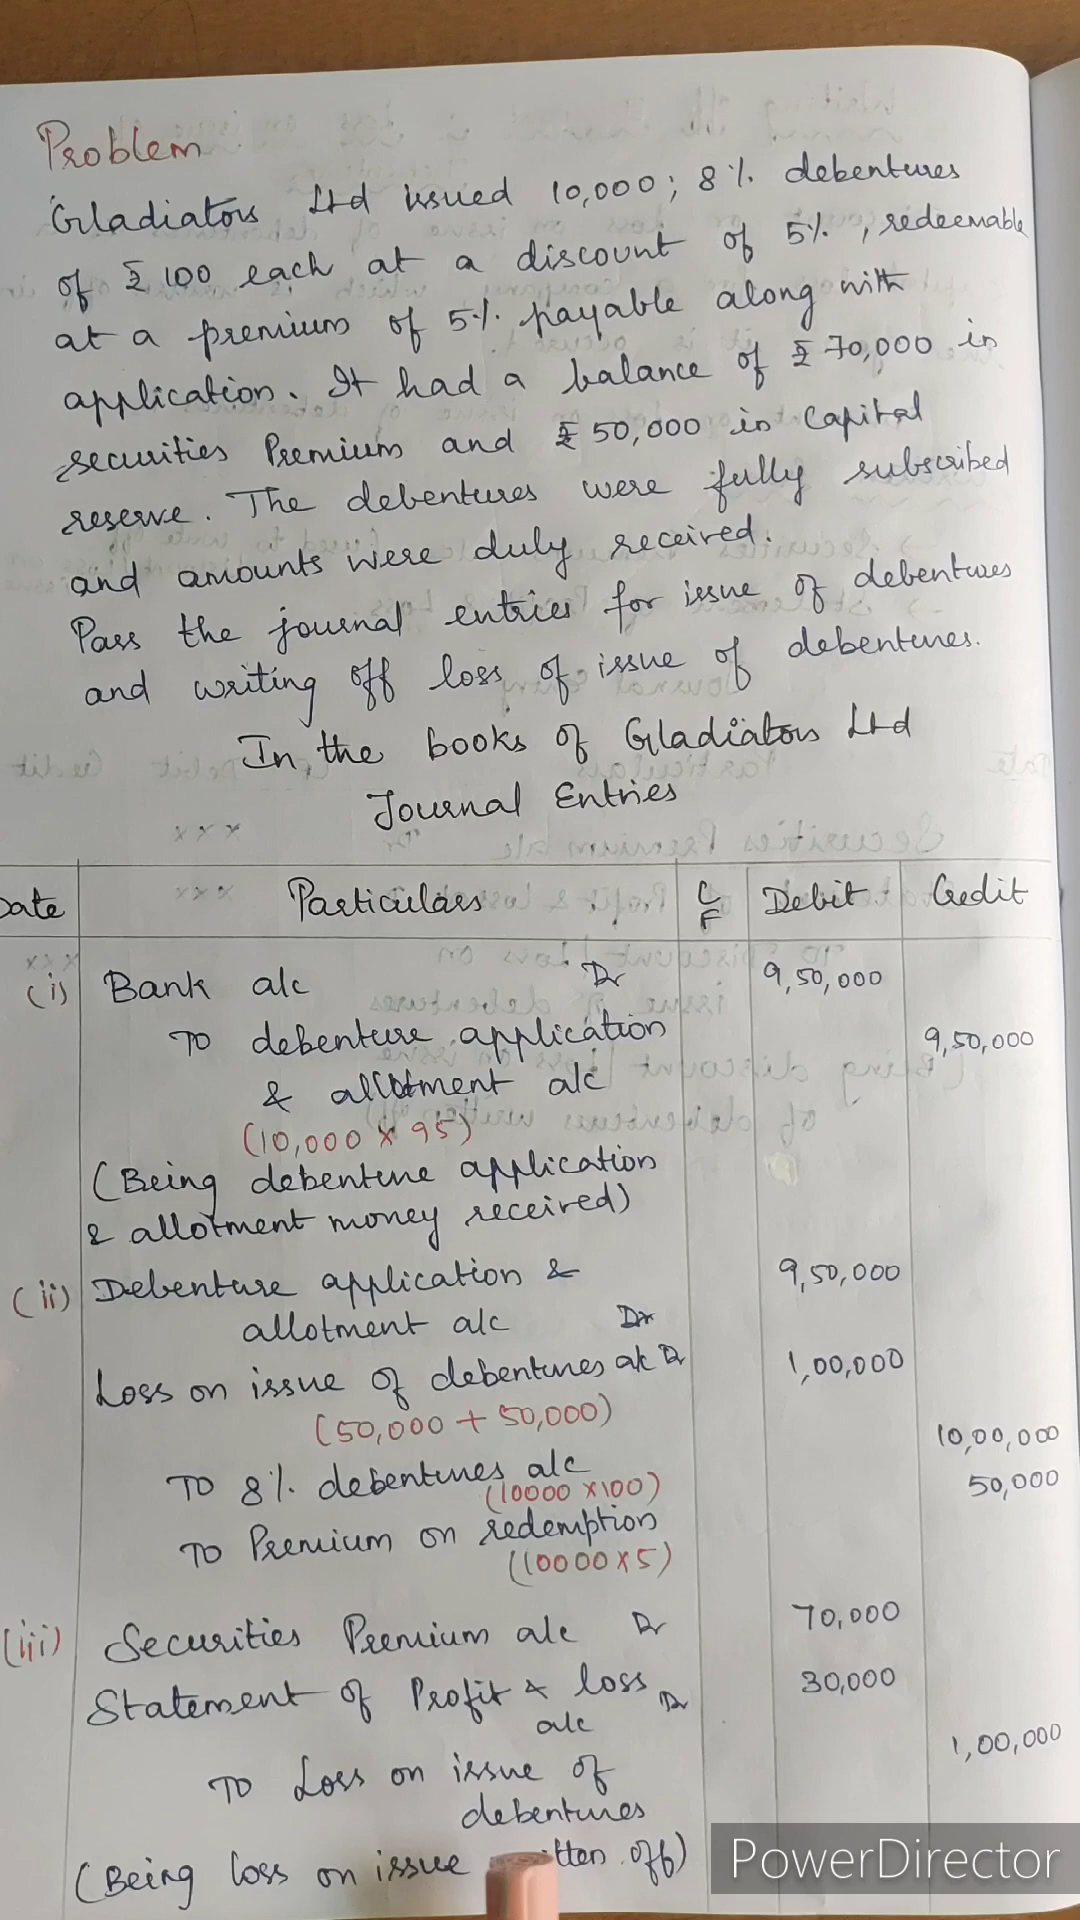 Problem
Gladiators Ltd issued 10,000; 8% debentures
of ₹ 100 each at a discount of 5%, redeemable
at a premium of 5% payable along with
application. It had a balance of ₹ 70,000 in
securities Premium and ₹ 50,000 in Capital
reserve. The debentures were fully subscribed
and amounts were duly received.
Pass the journal entries for issue of debentures
and writing off loss of issue of debentures.
In the books of Gladiators Ltd
Journal Entries
Date Particulars L F Debit Credit
(i) Bank a/c Dr 9,50,000
To debenture application 9,50,000
& allotment a/c
(10,000 x 95)
(Being debenture application
& allotment money received)
(ii) Debenture application & 9,50,000
allotment a/c Dr
Loss on issue of debentures a/c Dr 1,00,000
(50,000 + 50,000)
10,00,000
To 8% debentures a/c 50,000
(10000 x 100)
To Premium on redemption
(10000 x 5)
(iii) Securities Premium a/c Dr 70,000
Statement of Profit & loss Dr 30,000
a/c
To Loss on issue of 1,00,000
debentures
(Being loss on issue off)
PowerDirector